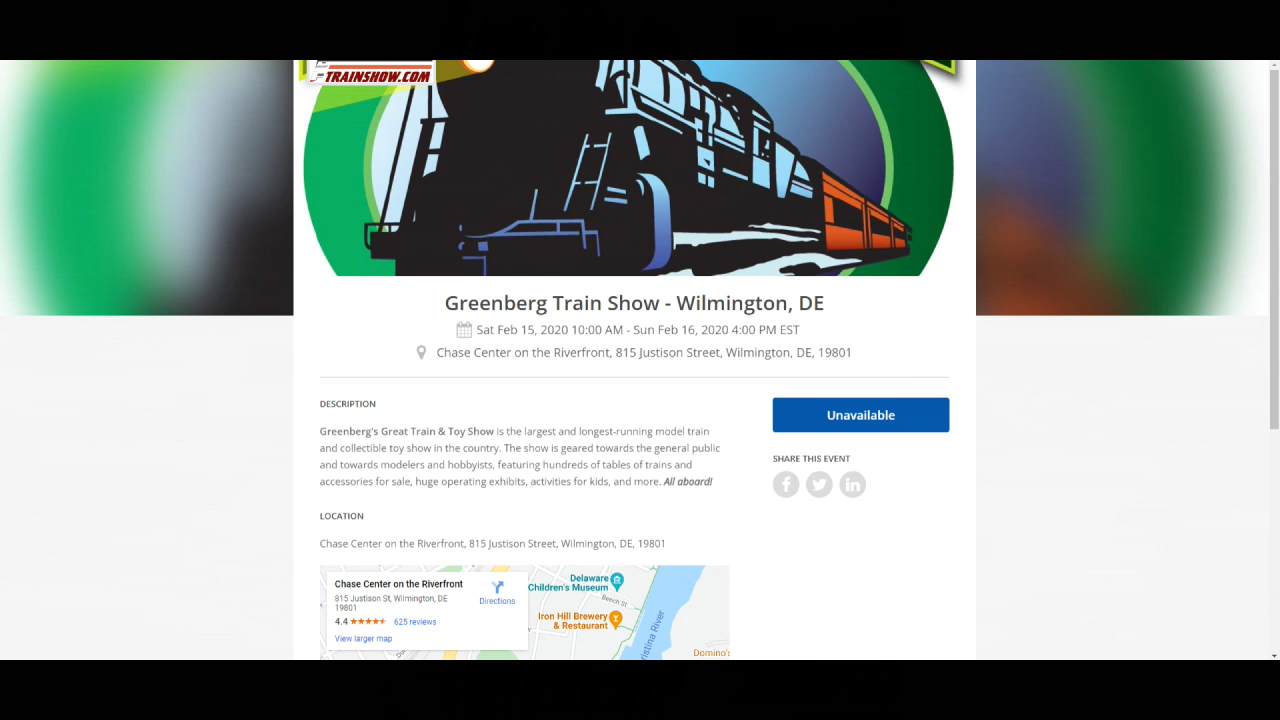 TRAINSHOW.COM
Greenberg Train Show - Wilmington, DE
Sat Feb 15, 2020 10:00 AM - Sun Feb 16, 2020 4:00 PM EST
Chase Center on the Riverfront, 815 Justison Street, Wilmington, DE, 19801
DESCRIPTION
Greenberg's Great Train & Toy Show is the largest and longest-running model train
and collectible toy show in the country. The show is geared towards the general public
and towards modelers and hobbyists, featuring hundreds of tables of trains and
accessories for sale, huge operating exhibits, activities for kids, and more. All aboard!
Unavailable
SHARE THIS EVENT
LOCATION
Chase Center on the Riverfront, 815 Justison Street, Wilmington, DE, 19801
Chase Center on the Riverfront
815 Justison St, Wilmington, DE
19801
4.4
625 reviews
View larger map
Directions
Delaware
Children's Museum
Beech St
Iron Hill Brewery
& Restaurant
ristina River
Domino's